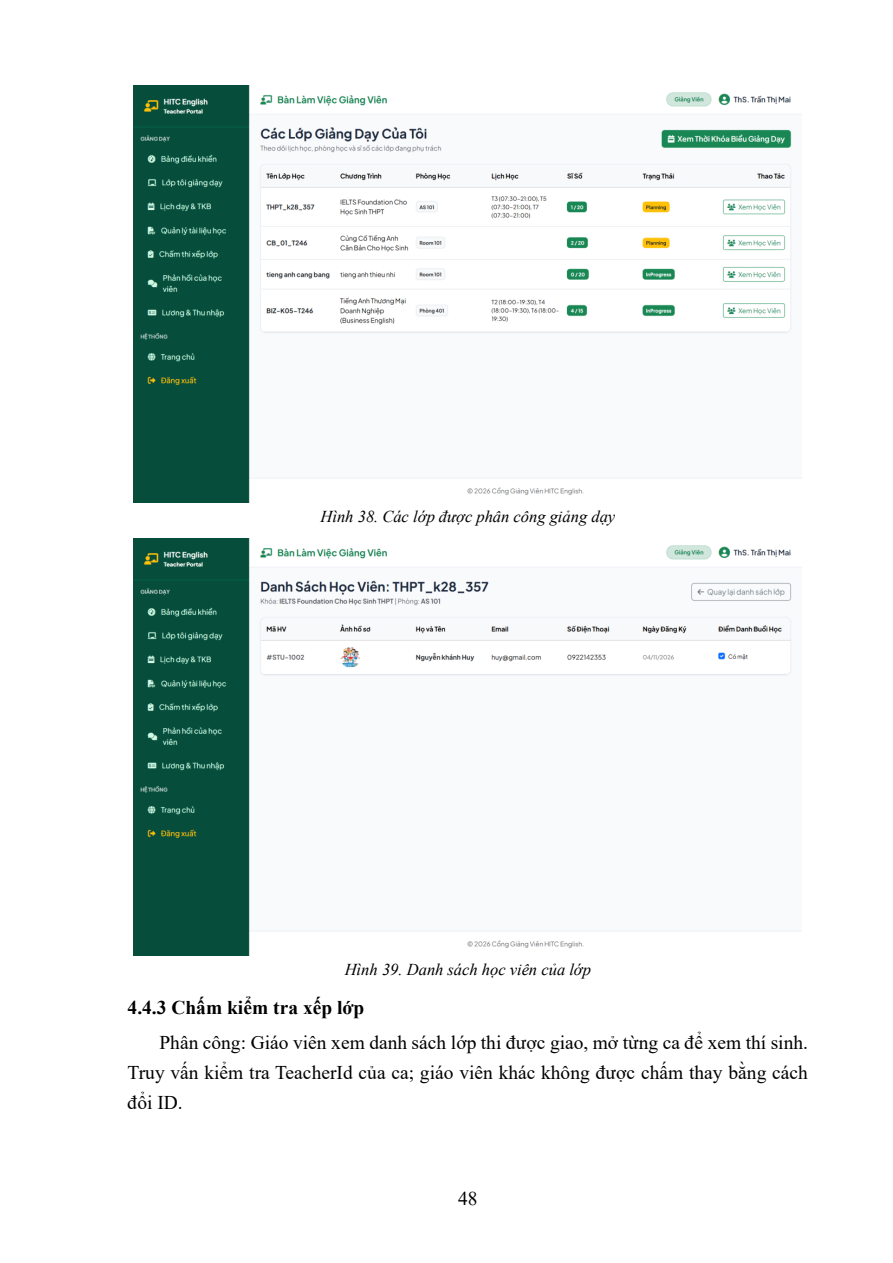 HITC English
Teacher Portal
GIẢNG DẠY
Bảng điều khiển
Lớp tôi giảng dạy
Lịch dạy & TKB
Quản lý tài liệu học
Chấm thi xếp lớp
Phản hồi của học
viên
Lương & Thu nhập
HỆ THỐNG
Trang chủ
Đăng xuất
Bàn Làm Việc Giảng Viên
Giảng Viên ThS. Trần Thị Mai
Các Lớp Giảng Dạy Của Tôi
Theo dõi lịch học, phòng học và sĩ số các lớp đang phụ trách
Xem Thời Khóa Biểu Giảng Dạy
Tên Lớp Học Chương Trình Phòng Học Lịch Học Sĩ Số Trạng Thái Thao Tác
THPT_k28_357 IELTS Foundation Cho Học Sinh THPT AS 101 T3 (07:30-21:00), T5 (07:30-21:00), T7 (07:30-21:00) 1 / 20 Planning Xem Học Viên
CB_01_T246 Củng Cố Tiếng Anh Căn Bản Cho Học Sinh Room 101 2 / 20 Planning Xem Học Viên
tieng anh cang bang tieng anh thieu nhi Room 101 0 / 20 InProgress Xem Học Viên
BIZ-K05-T246 Tiếng Anh Thương Mại Doanh Nghiệp (Business English) Phòng 401 T2 (18:00-19:30), T4 (18:00-19:30), T6 (18:00-19:30) 4 / 15 InProgress Xem Học Viên
© 2026 Cổng Giảng Viên HITC English.
Hình 38. Các lớp được phân công giảng dạy
HITC English
Teacher Portal
GIẢNG DẠY
Bảng điều khiển
Lớp tôi giảng dạy
Lịch dạy & TKB
Quản lý tài liệu học
Chấm thi xếp lớp
Phản hồi của học
viên
Lương & Thu nhập
HỆ THỐNG
Trang chủ
Đăng xuất
Bàn Làm Việc Giảng Viên
Giảng Viên ThS. Trần Thị Mai
Danh Sách Học Viên: THPT_k28_357
Khóa: IELTS Foundation Cho Học Sinh THPT | Phòng: AS 101
Quay lại danh sách lớp
Mã HV Ảnh hồ sơ Họ và Tên Email Số Điện Thoại Ngày Đăng Ký Điểm Danh Buổi Học
#STU-1002 Nguyễn khánh Huy huy@gmail.com 0922142353 04/11/2026 Có mặt
© 2026 Cổng Giảng Viên HITC English.
Hình 39. Danh sách học viên của lớp
4.4.3 Chấm kiểm tra xếp lớp
Phân công: Giáo viên xem danh sách lớp thi được giao, mở từng ca để xem thí sinh.
Truy vấn kiểm tra TeacherId của ca; giáo viên khác không được chấm thay bằng cách
đổi ID.
48